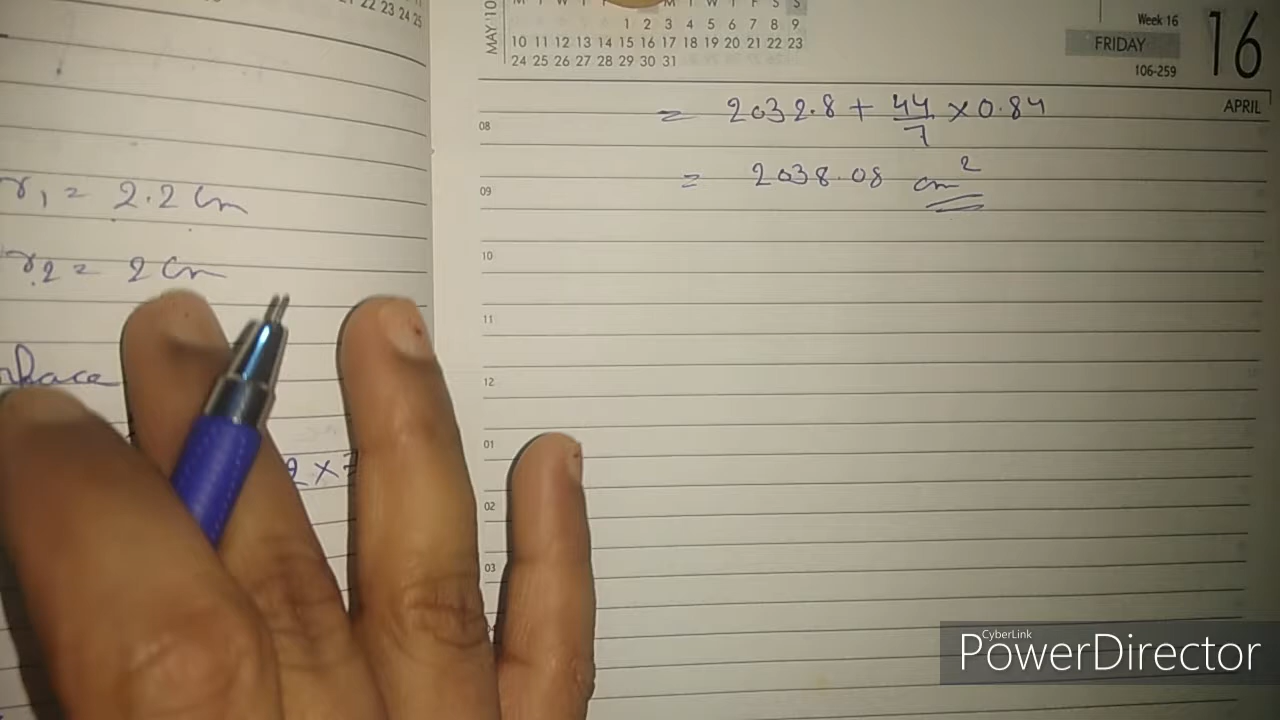 22 23 24 25
r1 = 2.2 cm
r2 = 2 cm
2 x 7
MAY '10
1 2 3 4 5 6 7 8 9
10 11 12 13 14 15 16 17 18 19 20 21 22 23
24 25 26 27 28 29 30 31
Week 16
FRIDAY
106-259
16
APRIL
= 2032.8 + 44/7 × 0.84
08
= 2038.08 cm²
09
10
11
12
01
02
03
CyberLink
PowerDirector